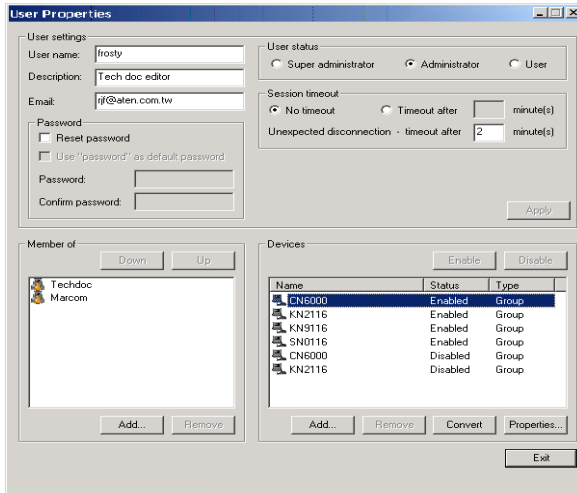 User Properties
User settings
User name: frosty
Description: Tech doc editor
Email: rjf@aten.com.tw
Password
Reset password
Use "password" as default password
Password:
Confirm password:
User status
Super administrator Administrator User
Session timeout
No timeout Timeout after minute(s)
Unexpected disconnection - timeout after 2 minute(s)
Apply
Member of
Down Up
Techdoc
Marcom
Add... Remove
Devices
Enable Disable
Name Status Type
CN6000 Enabled Group
KN2116 Enabled Group
KN9116 Enabled Group
SN0116 Enabled Group
CN6000 Disabled Group
KN2116 Disabled Group
Add... Remove Convert Properties...
Exit